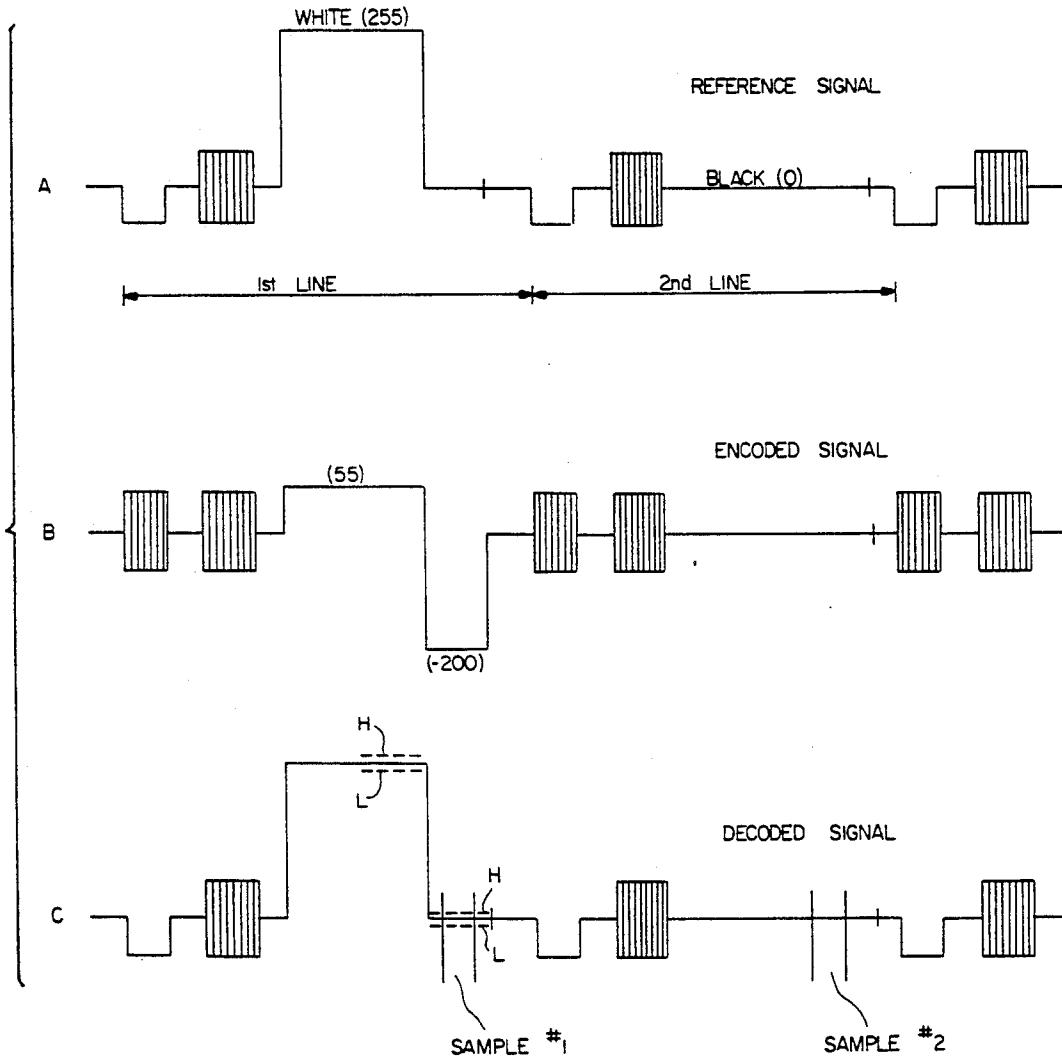 WHITE (255)
REFERENCE SIGNAL
A
BLACK (0)
1st LINE
2nd LINE
ENCODED SIGNAL
(55)
B
(-200)
H
L
DECODED SIGNAL
H
C
L
SAMPLE #1
SAMPLE #2